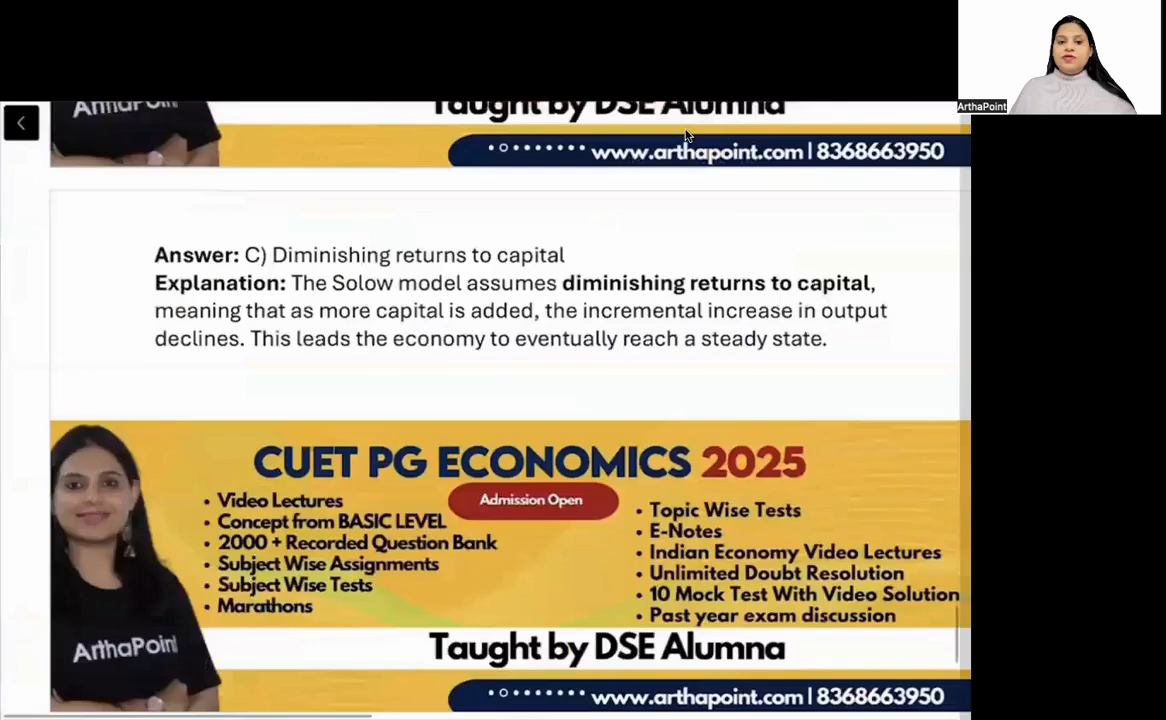 ArthaPoint
ArthaPoint
Taught by DSE Alumna
www.arthapoint.com | 8368663950
Answer: C) Diminishing returns to capital
Explanation: The Solow model assumes diminishing returns to capital,
meaning that as more capital is added, the incremental increase in output
declines. This leads the economy to eventually reach a steady state.
CUET PG ECONOMICS 2025
Admission Open
• Video Lectures
• Concept from BASIC LEVEL
• 2000 + Recorded Question Bank
• Subject Wise Assignments
• Subject Wise Tests
• Marathons
• Topic Wise Tests
• E-Notes
• Indian Economy Video Lectures
• Unlimited Doubt Resolution
• 10 Mock Test With Video Solution
• Past year exam discussion
ArthaPoint
Taught by DSE Alumna
www.arthapoint.com | 8368663950